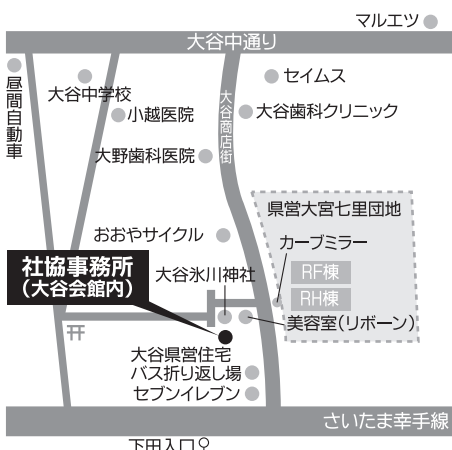 マルエツ
大谷中通り
昼間自動車
セイムス
大谷中学校
小越医院
大谷商店街
大谷歯科クリニック
大野歯科医院
県営大宮七里団地
おおやサイクル
カーブミラー
社協事務所
(大谷会館内)
大谷氷川神社
RF棟
RH棟
美容室(リボーン)
大谷県営住宅
バス折り返し場
セブンイレブン
さいたま幸手線
下田入口